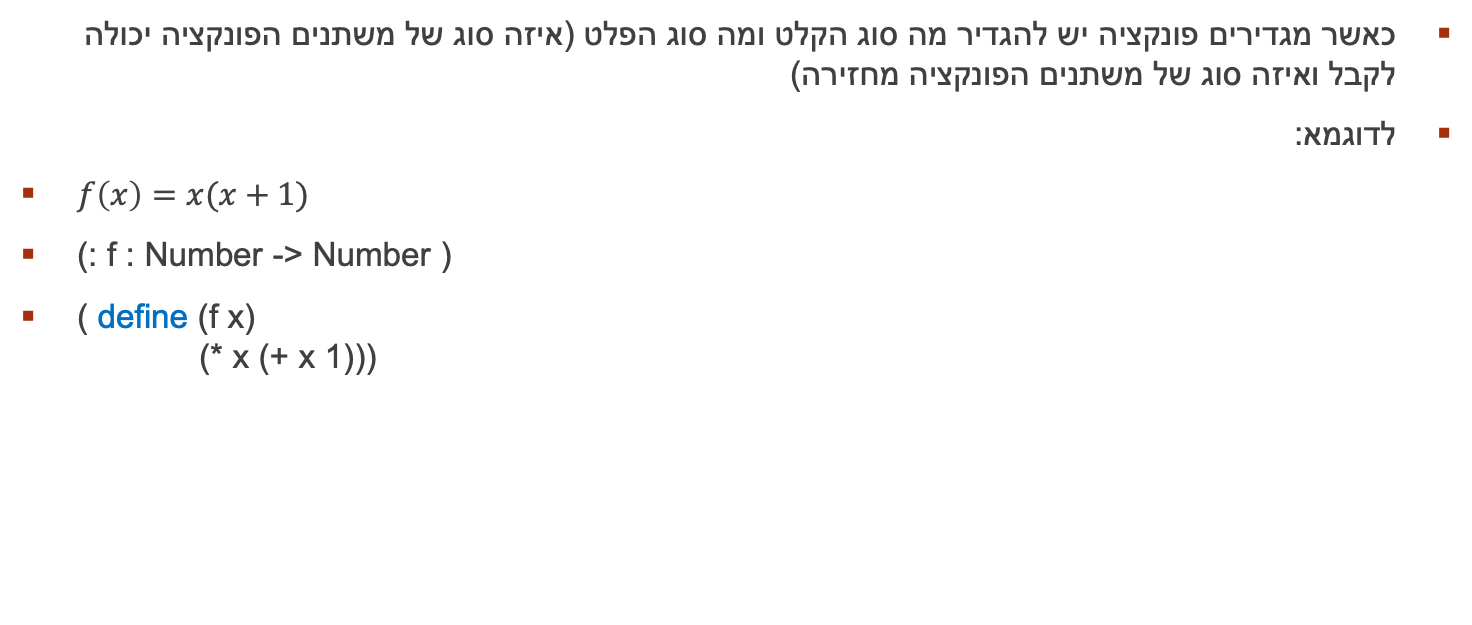 כאשר מגדירים פונקציה יש להגדיר מה סוג הקלט ומה סוג הפלט (איזה סוג של משתנים הפונקציה יכולה
לקבל ואיזה סוג של משתנים הפונקציה מחזירה)
לדוגמא:
f(x) = x(x + 1)
(: f : Number -> Number )
( define (f x)
(* x (+ x 1)))